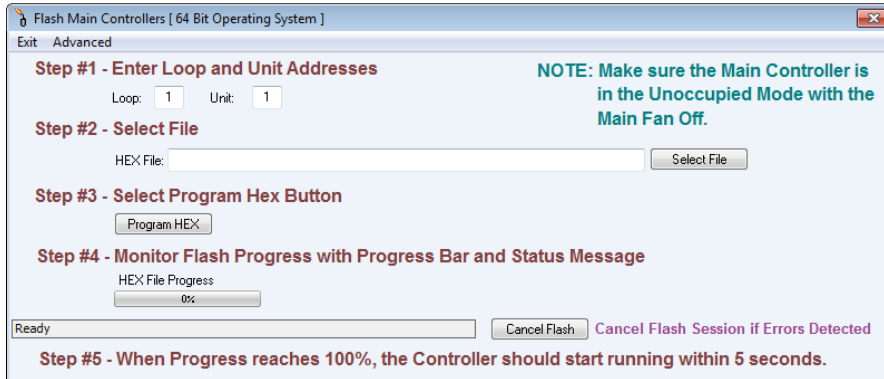 Flash Main Controllers [ 64 Bit Operating System ]
Exit Advanced
Step #1 - Enter Loop and Unit Addresses
NOTE: Make sure the Main Controller is
in the Unoccupied Mode with the
Main Fan Off.
Loop: 1 Unit: 1
Step #2 - Select File
HEX File: Select File
Step #3 - Select Program Hex Button
Program HEX
Step #4 - Monitor Flash Progress with Progress Bar and Status Message
HEX File Progress
0%
Ready Cancel Flash Cancel Flash Session if Errors Detected
Step #5 - When Progress reaches 100%, the Controller should start running within 5 seconds.